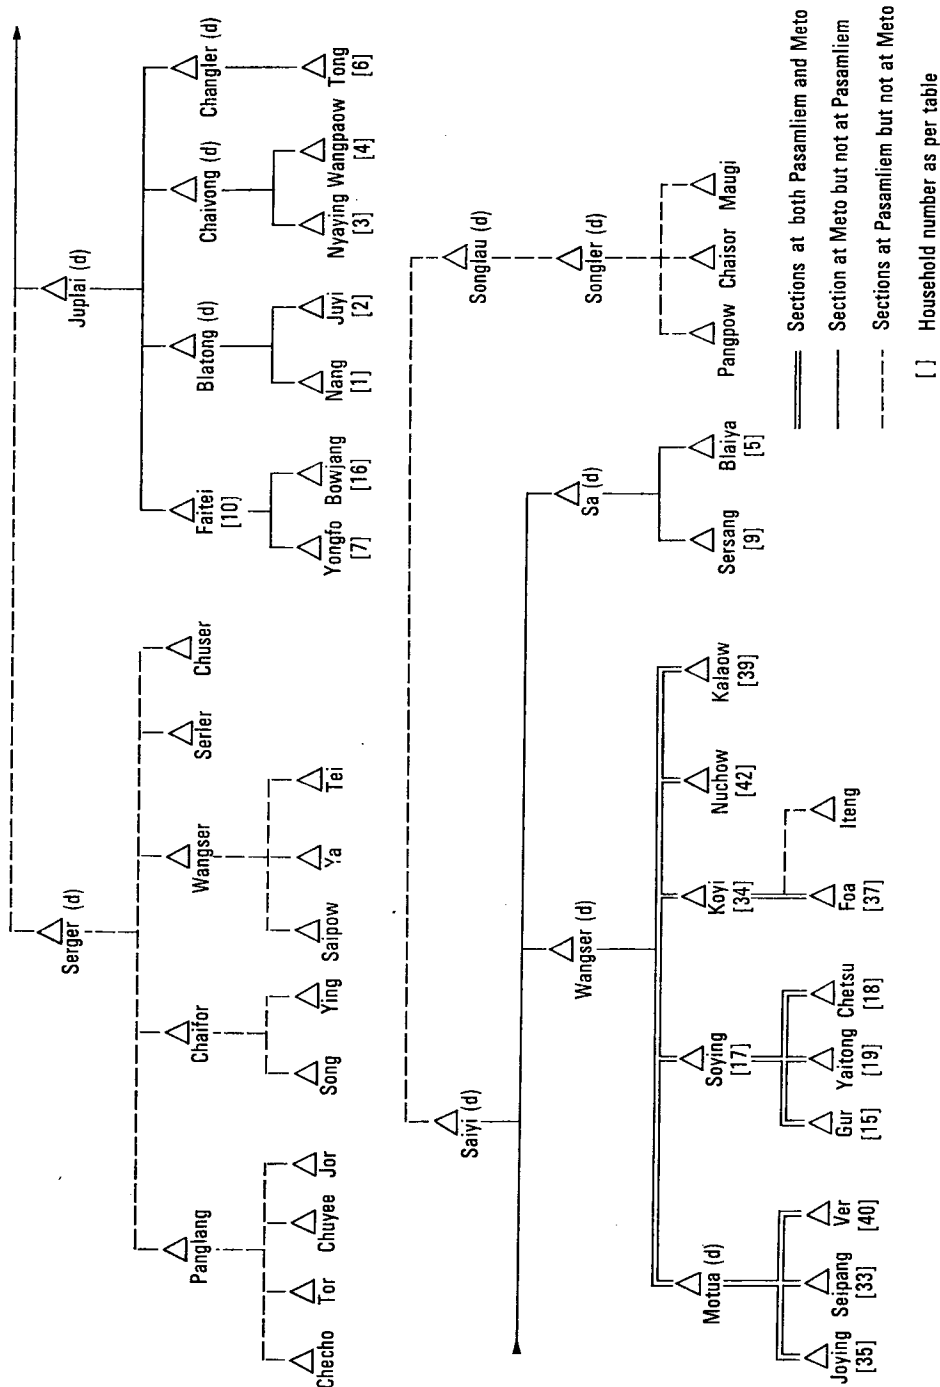 Serger (d)
Juplai (d)
Panglang
Chaifor
Wangser
Serler
Chuser
Faitei
[10]
Blatong (d)
Chaivong (d)
Changler (d)
Checho
Tor
Chuyee
Jor
Song
Ying
Saipow
Ya
Tei
Yongfo
[7]
Bowjang
[16]
Nang
[1]
Juyi
[2]
Nyaying
[3]
Wangpaow
[4]
Tong
[6]
Saiyi (d)
Songlau (d)
Songler (d)
Pangpow
Chaisor
Maugi
Wangser (d)
Sa (d)
Sersang
[9]
Blaiya
[5]
Motua (d)
Soying
[17]
Koyi
[34]
Nuchow
[42]
Kalaow
[39]
Joying
[35]
Seipang
[33]
Ver
[40]
Gur
[15]
Yaitong
[19]
Chetsu
[18]
Foa
[37]
Iteng
Sections at both Pasamliem and Meto
Section at Meto but not at Pasamliem
Sections at Pasamliem but not at Meto
[ ] Household number as per table